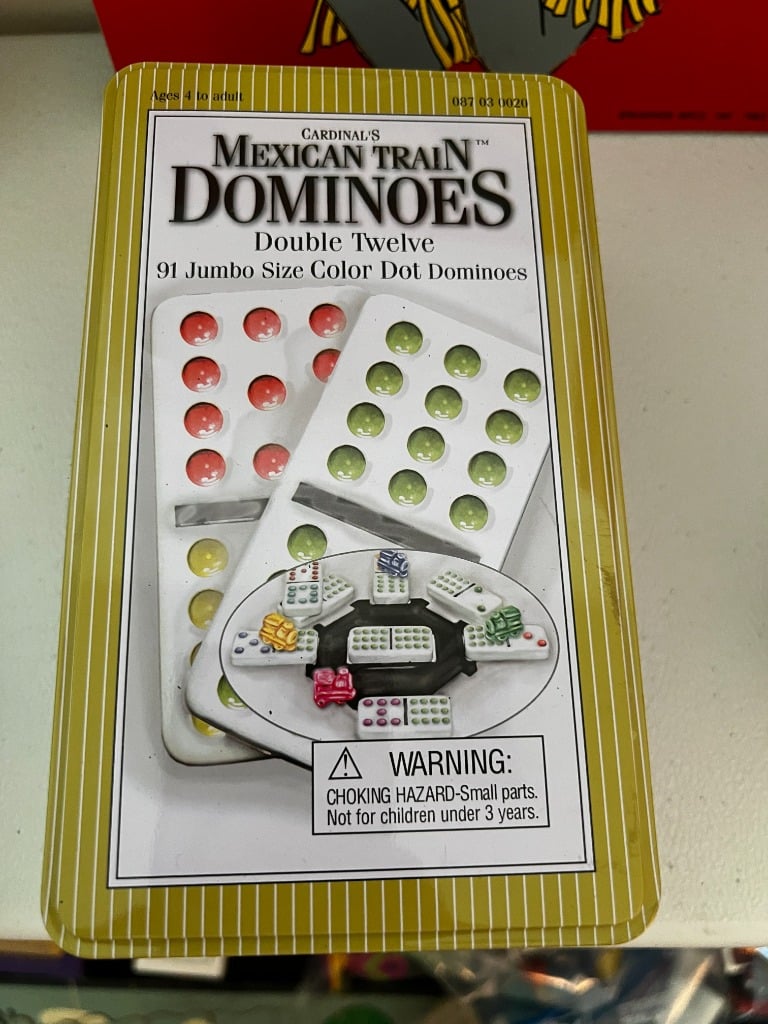 Ages 4 to adult
087 03 0020
CARDINAL'S
MEXICAN TRAIN™
DOMINOES
Double Twelve
91 Jumbo Size Color Dot Dominoes
WARNING:
CHOKING HAZARD-Small parts.
Not for children under 3 years.